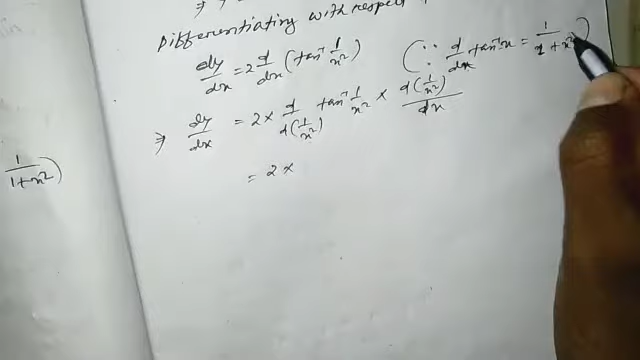 Differentiating with respect
dy/dx = 2 d/dx (tan⁻¹ 1/x²) (∵ d/dx tan⁻¹x = 1/1+x²)
⇒ dy/dx = 2 × d/d(1/x²) tan⁻¹ 1/x² × d(1/x²)/dx
= 2 ×
1/1+x²)